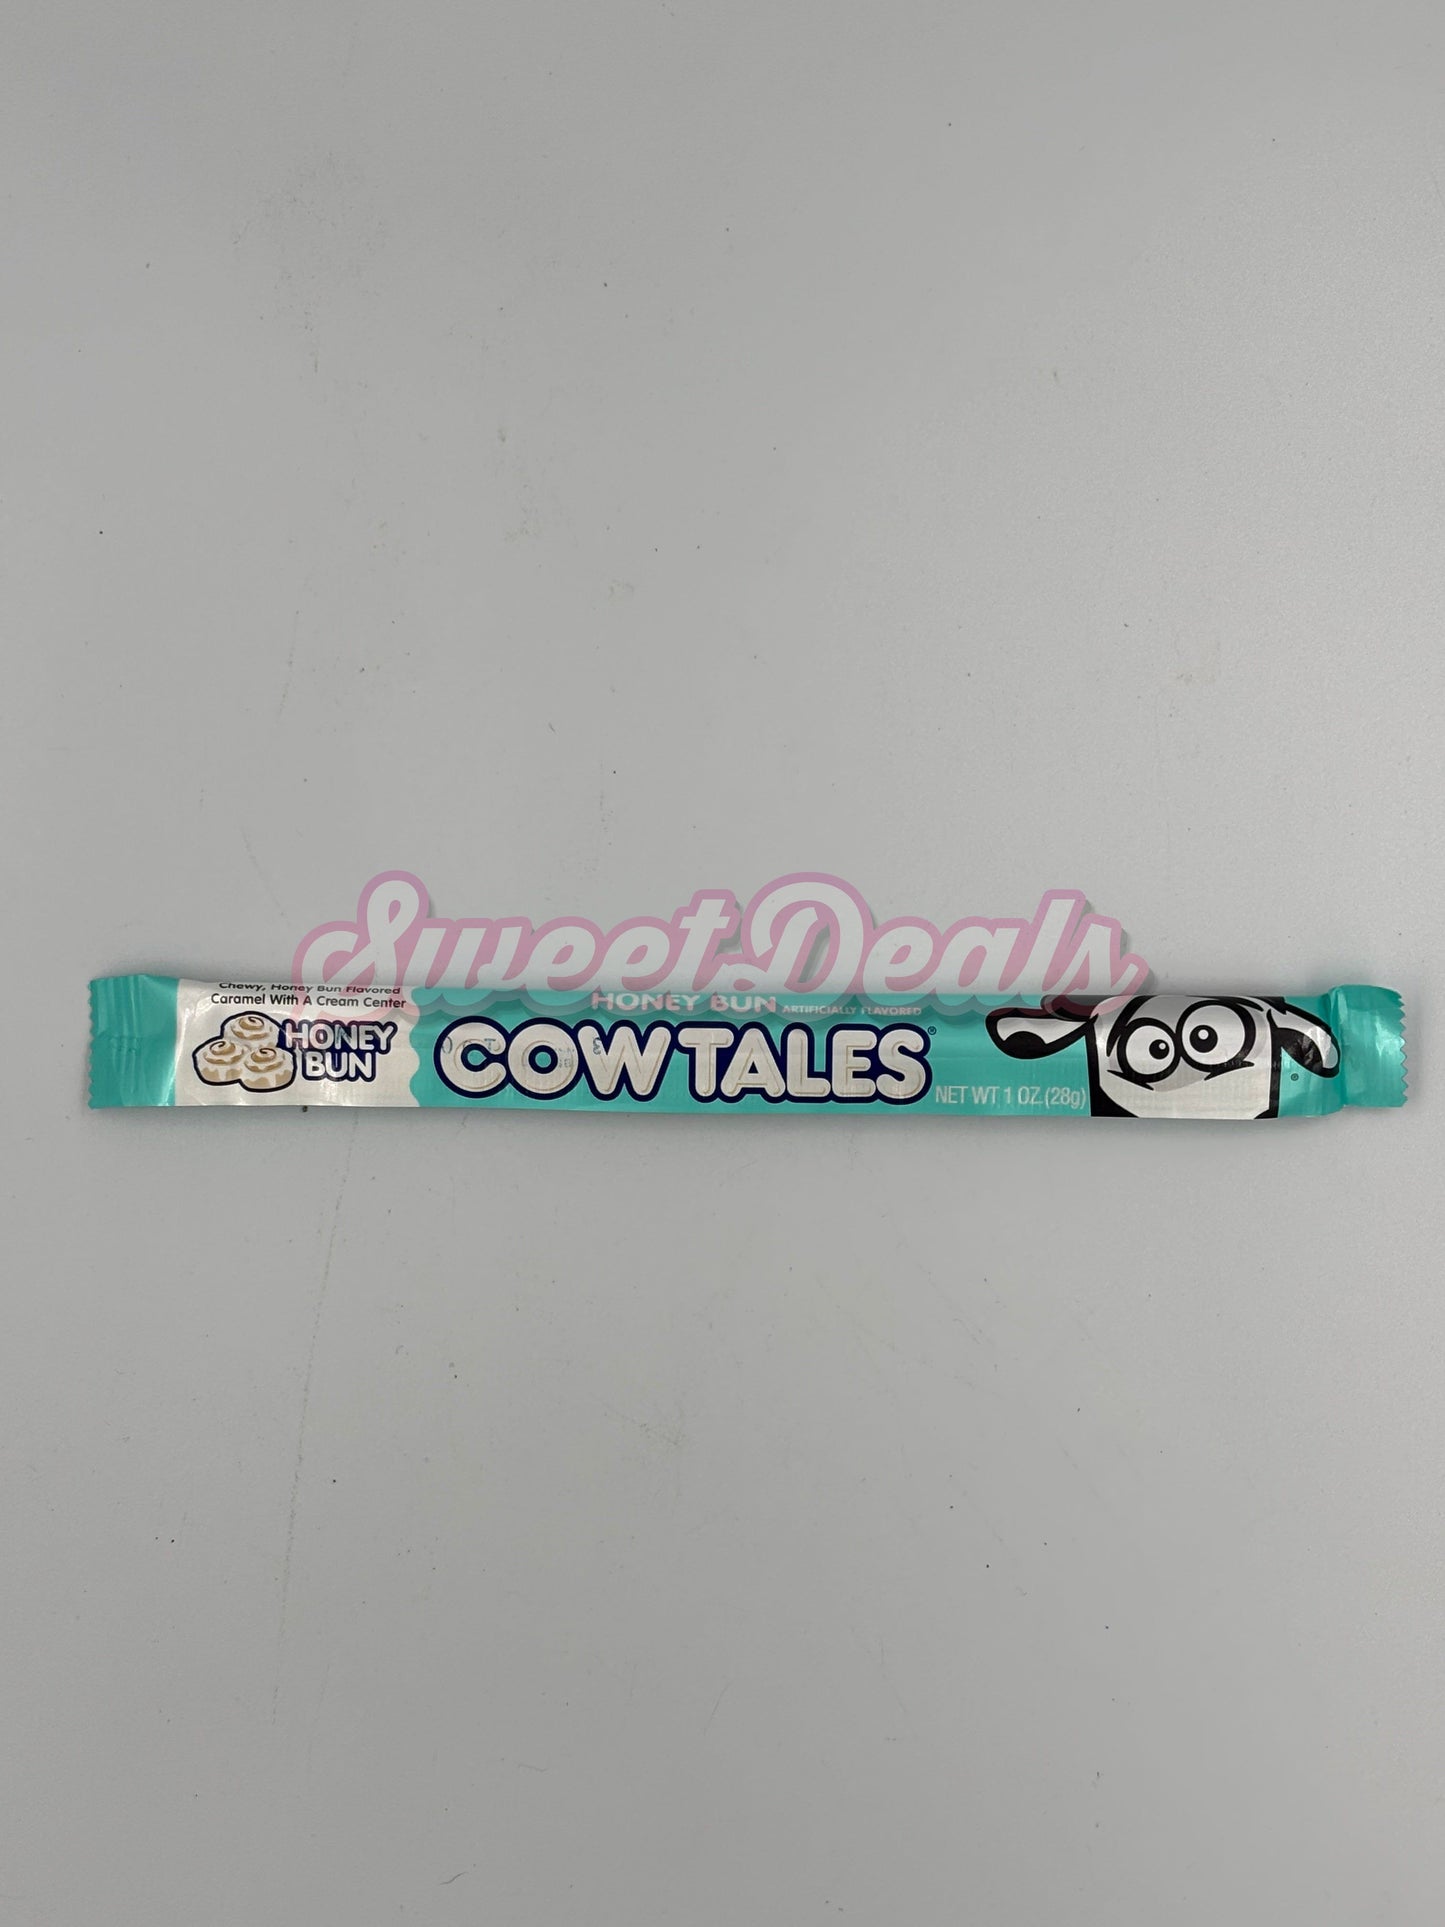 Sweet Deals
Chewy, Honey Bun Flavored
Caramel With A Cream Center
HONEY
BUN
HONEY BUN ARTIFICIALLY FLAVORED
COW TALES®
NET WT 1 OZ (28g)
®